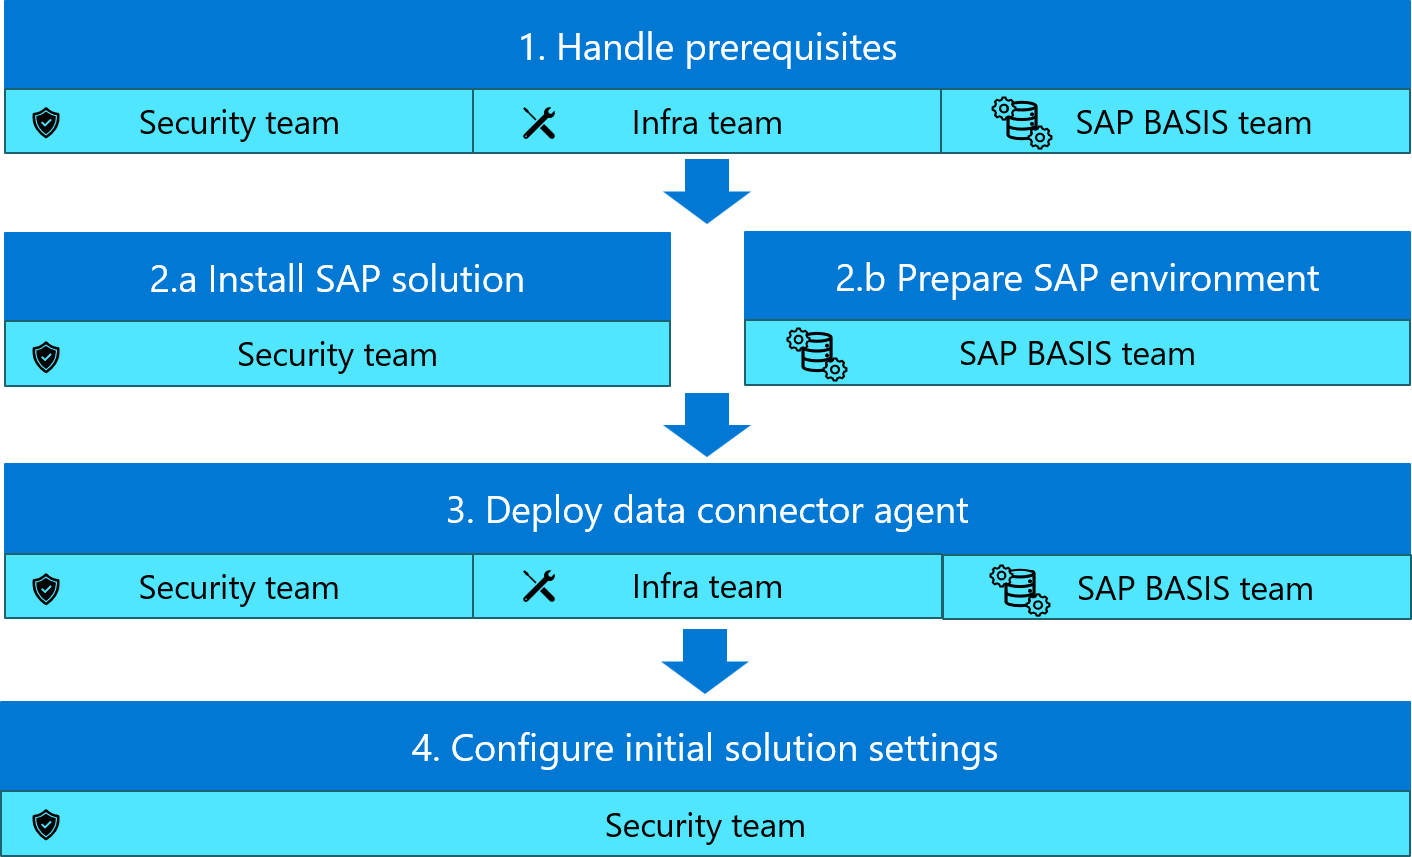 1. Handle prerequisites
Security team
Infra team
SAP BASIS team
2.a Install SAP solution
Security team
2.b Prepare SAP environment
SAP BASIS team
3. Deploy data connector agent
Security team
Infra team
SAP BASIS team
4. Configure initial solution settings
Security team